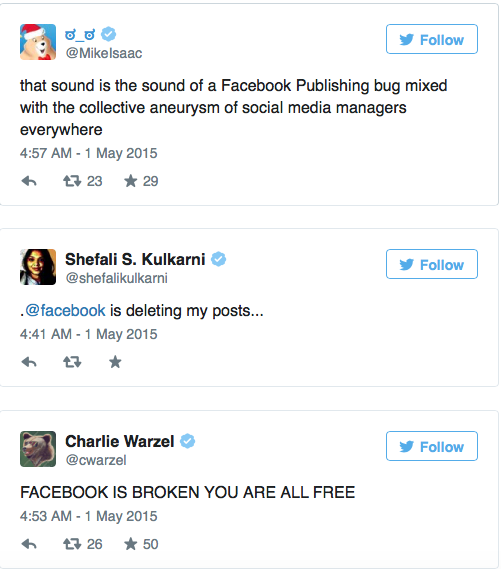 ಠ_ಠ
Follow
@MikeIsaac
that sound is the sound of a Facebook Publishing bug mixed
with the collective aneurysm of social media managers
everywhere
4:57 AM - 1 May 2015
23 29
Shefali S. Kulkarni
Follow
@shefalikulkarni
.@facebook is deleting my posts...
4:41 AM - 1 May 2015
Charlie Warzel
Follow
@cwarzel
FACEBOOK IS BROKEN YOU ARE ALL FREE
4:53 AM - 1 May 2015
26 50